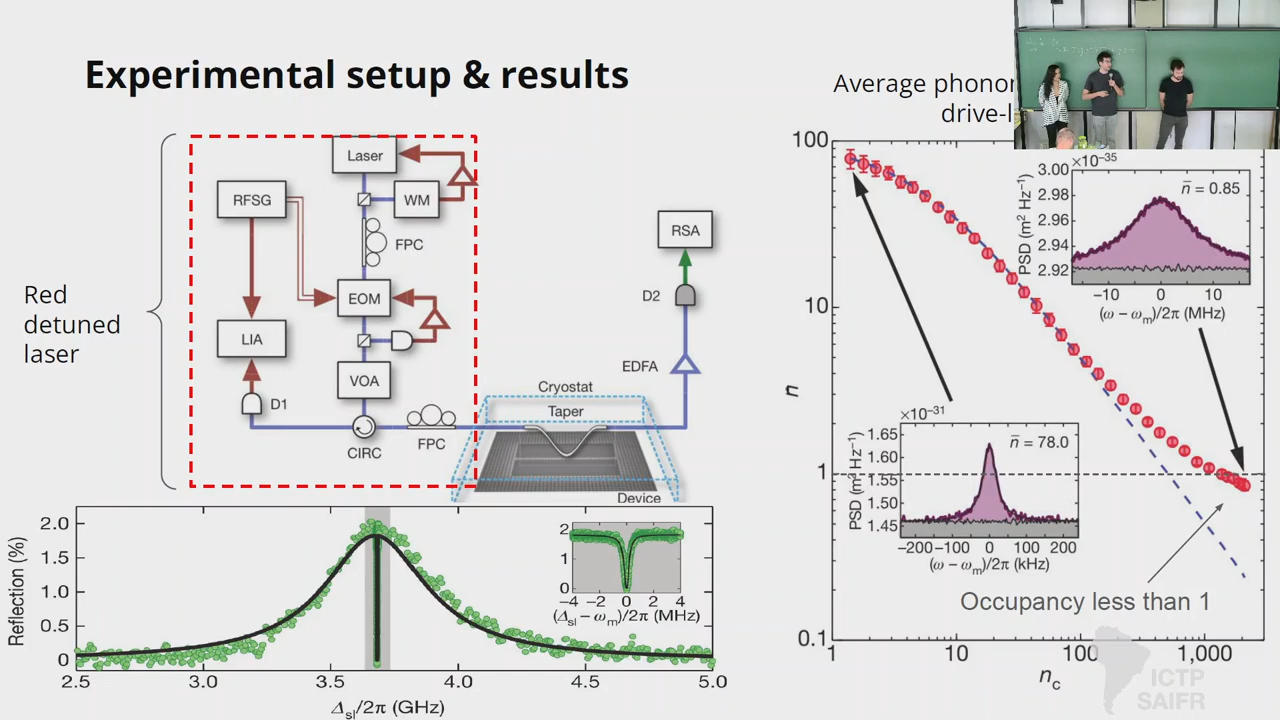 Experimental setup & results
Red
detuned
laser
Laser
RFSG
WM
FPC
EOM
LIA
VOA
D1
CIRC
FPC
RSA
D2
EDFA
Cryostat
Taper
Device
Reflection (%)
2.0
1.5
1.0
0.5
0
2.5
3.0
3.5
4.0
4.5
5.0
Δsl/2π (GHz)
2
0
−4
−2
0
2
4
(Δsl − ωm)/2π (MHz)
Average
drive-
100
10
1
0.1
n
1
10
100
1,000
nc
×10−35
3.00
2.98
2.96
2.94
2.92
PSD (m2 Hz−1)
n̄ = 0.85
−10
0
10
(ω − ωm)/2π (MHz)
×10−31
1.65
1.60
1.55
1.50
1.45
PSD (m2 Hz−1)
n̄ = 78.0
−200
−100
0
100
200
(ω − ωm)/2π (kHz)
Occupancy less than 1
ICTP
SAIFR